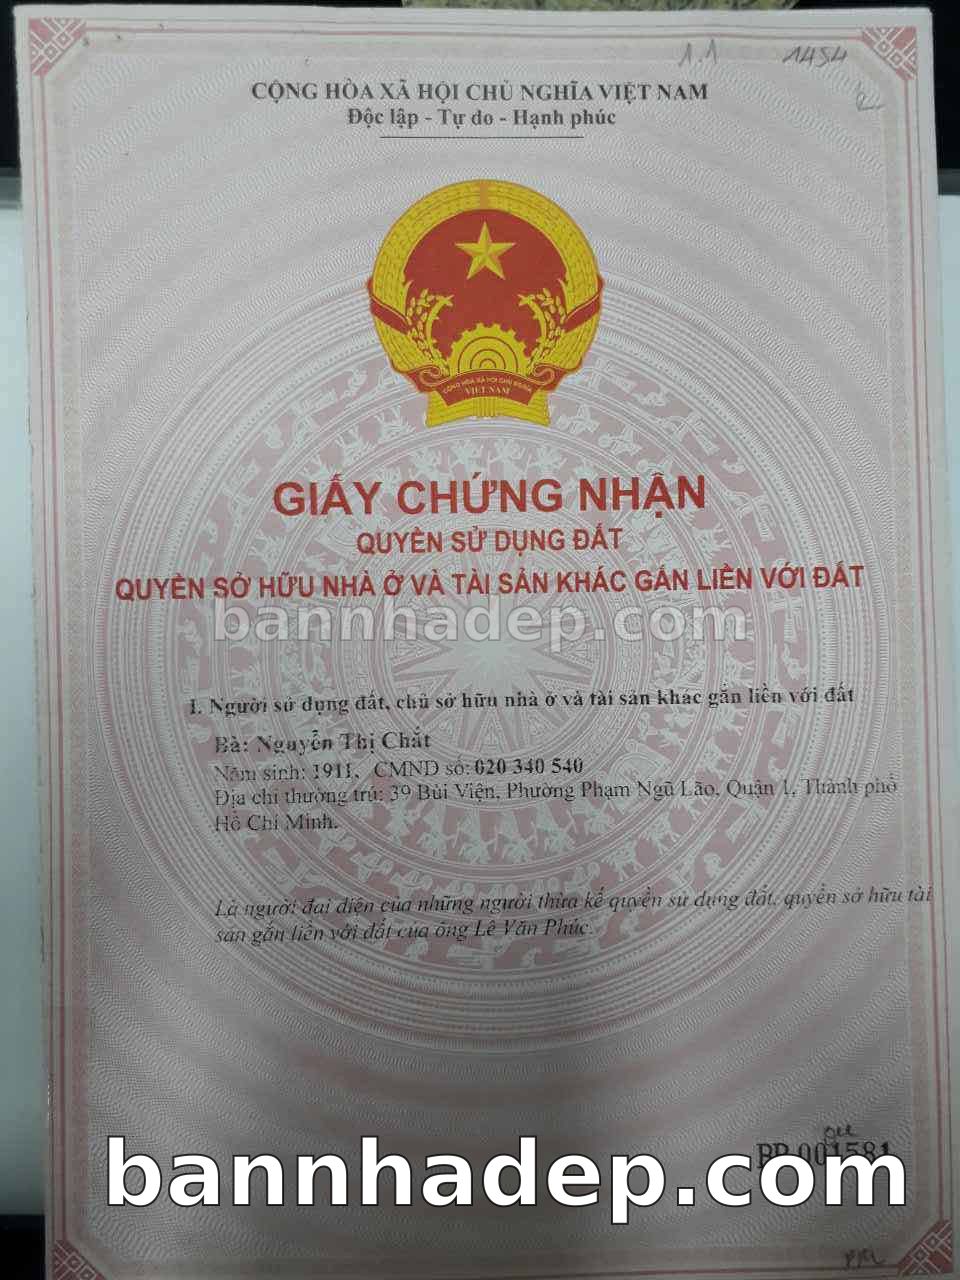 1.1 1454
CỘNG HÒA XÃ HỘI CHỦ NGHĨA VIỆT NAM
Độc lập - Tự do - Hạnh phúc
CỘNG HÒA XÃ HỘI CHỦ NGHĨA
VIỆT NAM
GIẤY CHỨNG NHẬN
QUYỀN SỬ DỤNG ĐẤT
QUYỀN SỞ HỮU NHÀ Ở VÀ TÀI SẢN KHÁC GẮN LIỀN VỚI ĐẤT
bannhadep.com
I. Người sử dụng đất, chủ sở hữu nhà ở và tài sản khác gắn liền với đất
Bà: Nguyễn Thị Chắt
Năm sinh: 1911, CMND số: 020 340 540
Địa chỉ thường trú: 39 Bùi Viện, Phường Phạm Ngũ Lão, Quận 1, Thành phố
Hồ Chí Minh.
Là người đại diện của những người thừa kế quyền sử dụng đất, quyền sở hữu tài
sản gắn liền với đất của ông Lê Văn Phúc.
001581
bannhadep.com